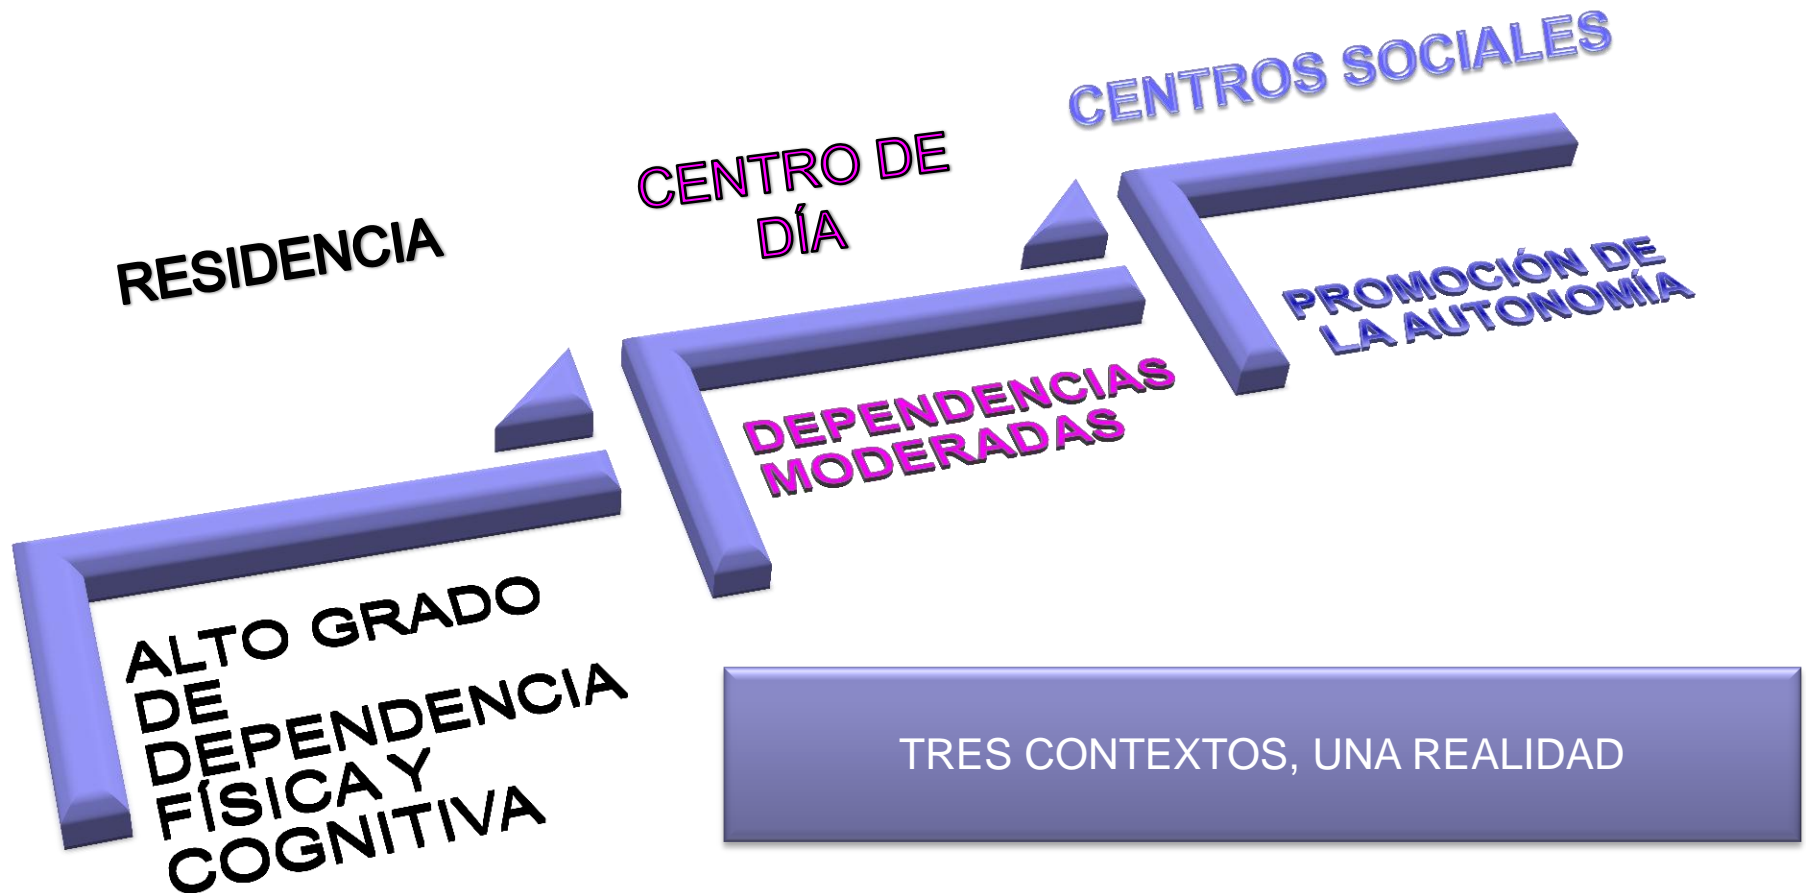 RESIDENCIA
ALTO GRADO
DE
DEPENDENCIA
FÍSICA Y
COGNITIVA
CENTRO DE
DÍA
DEPENDENCIAS
MODERADAS
CENTROS SOCIALES
PROMOCIÓN DE
LA AUTONOMÍA
TRES CONTEXTOS, UNA REALIDAD